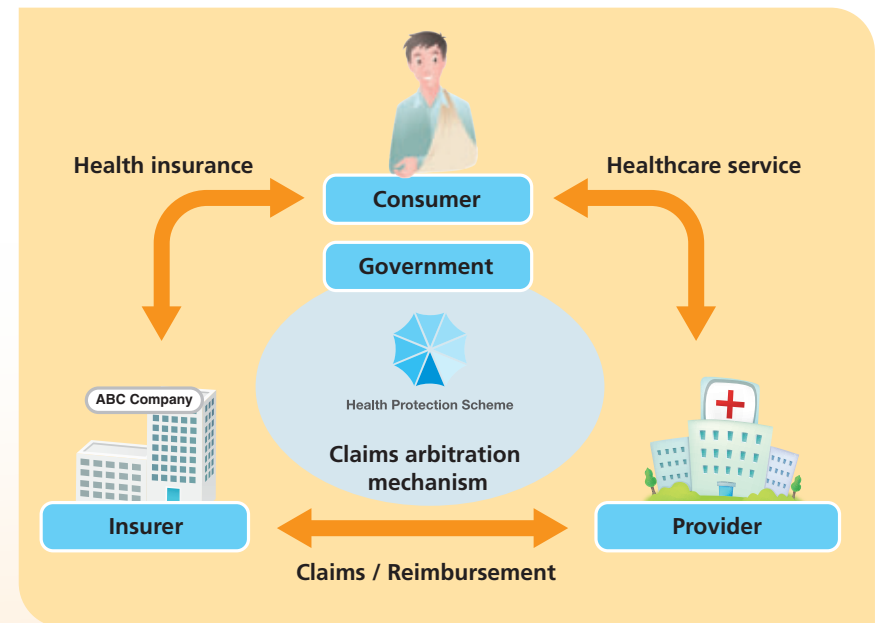 Health insurance
Healthcare service
Consumer
Government
ABC Company
Health Protection Scheme
Claims arbitration
mechanism
Insurer
Provider
Claims / Reimbursement